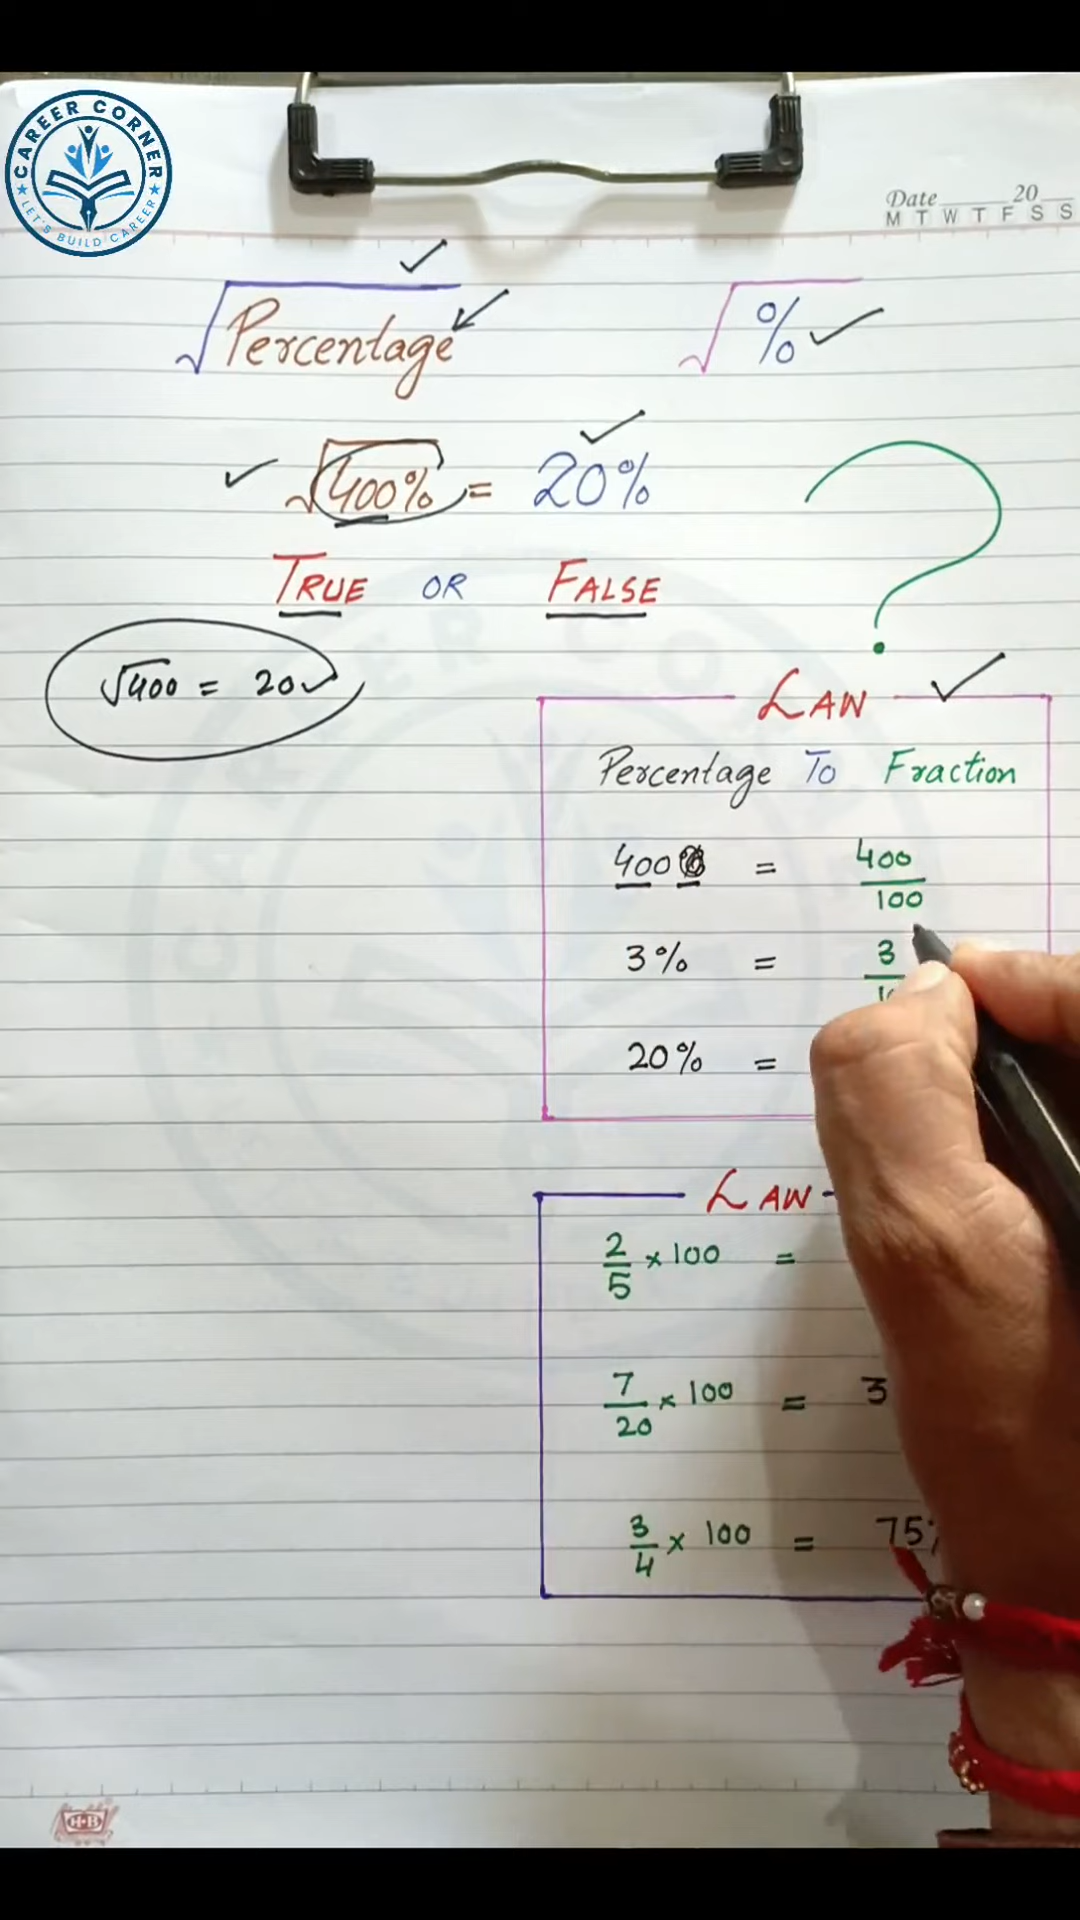 CAREER CORNER
LET'S BUILD CAREER
Date 20
M T W T F S S
√Percentage √%
√400% = 20%
TRUE OR FALSE
?
√400 = 20
LAW
Percentage To Fraction
400% = 400/100
3% = 3/
20% =
LAW
2/5 × 100 =
7/20 × 100 = 3
3/4 × 100 = 75%
H·B